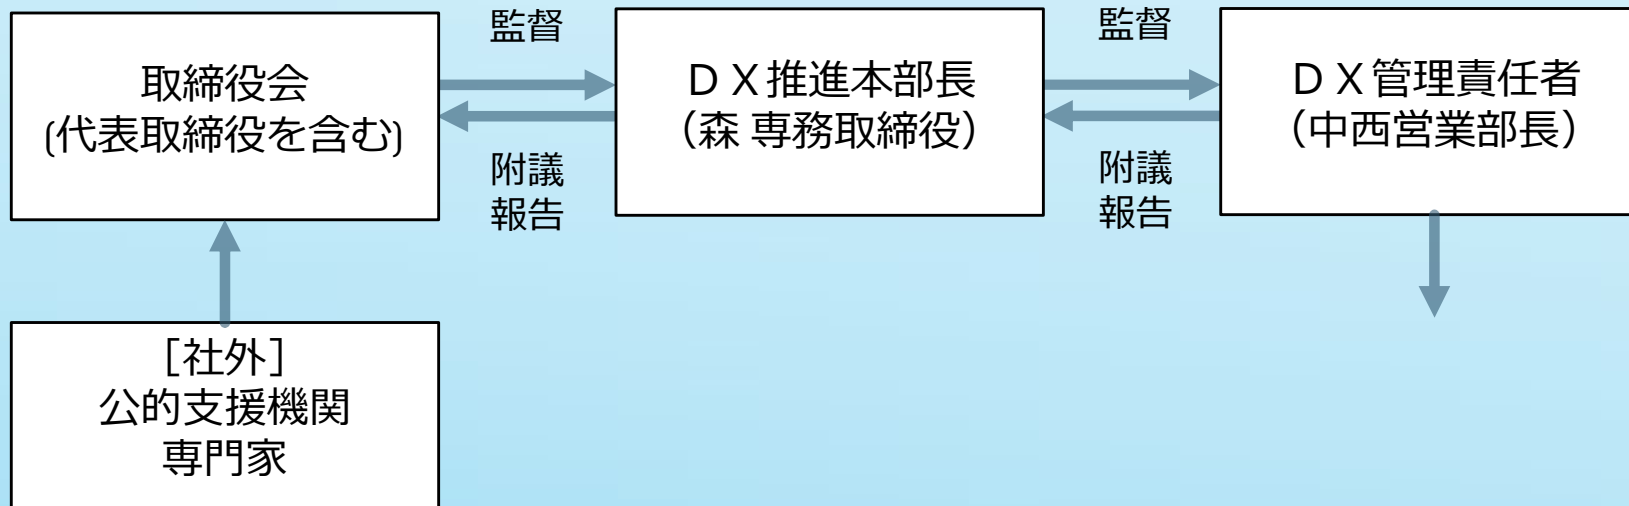 取締役会
(代表取締役を含む)
監督
附議
報告
ＤＸ推進本部長
（森 専務取締役）
監督
附議
報告
ＤＸ管理責任者
（中西営業部長）
［社外］
公的支援機関
専門家